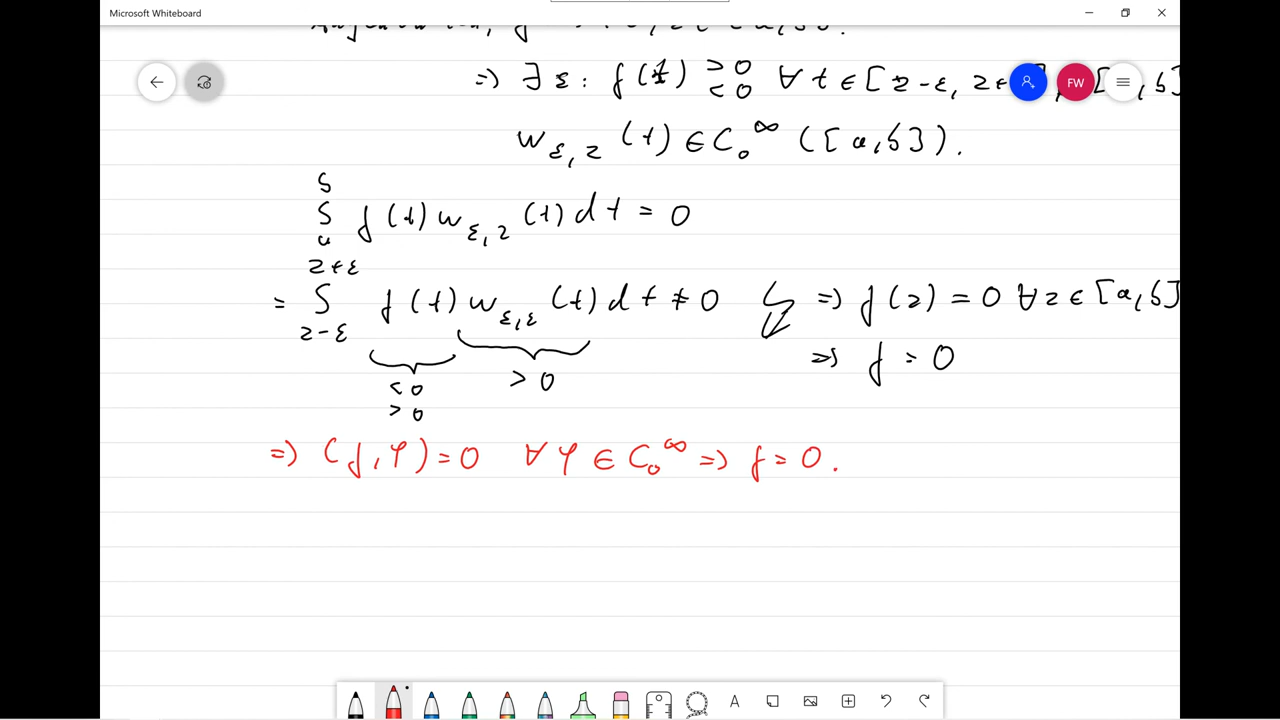 Microsoft Whiteboard
⇒ ∃ ε : f(t) > 0 < 0 ∀ t ∈ [z-ε, z+ [a,b]
FW
w_{ε,z}(t) ∈ C_0^∞ ([a,b]).
∫_a^b f(t) w_{ε,z}(t) dt = 0
= ∫_{z-ε}^{z+ε} f(t) w_{ε,ε}(t) dt ≠ 0 ↯ ⇒ f(z) = 0 ∀ z ∈ [a,b]
⇒ f = 0
< 0
> 0
> 0
⇒ (f, φ) = 0 ∀ φ ∈ C_0^∞ ⇒ f = 0.
A